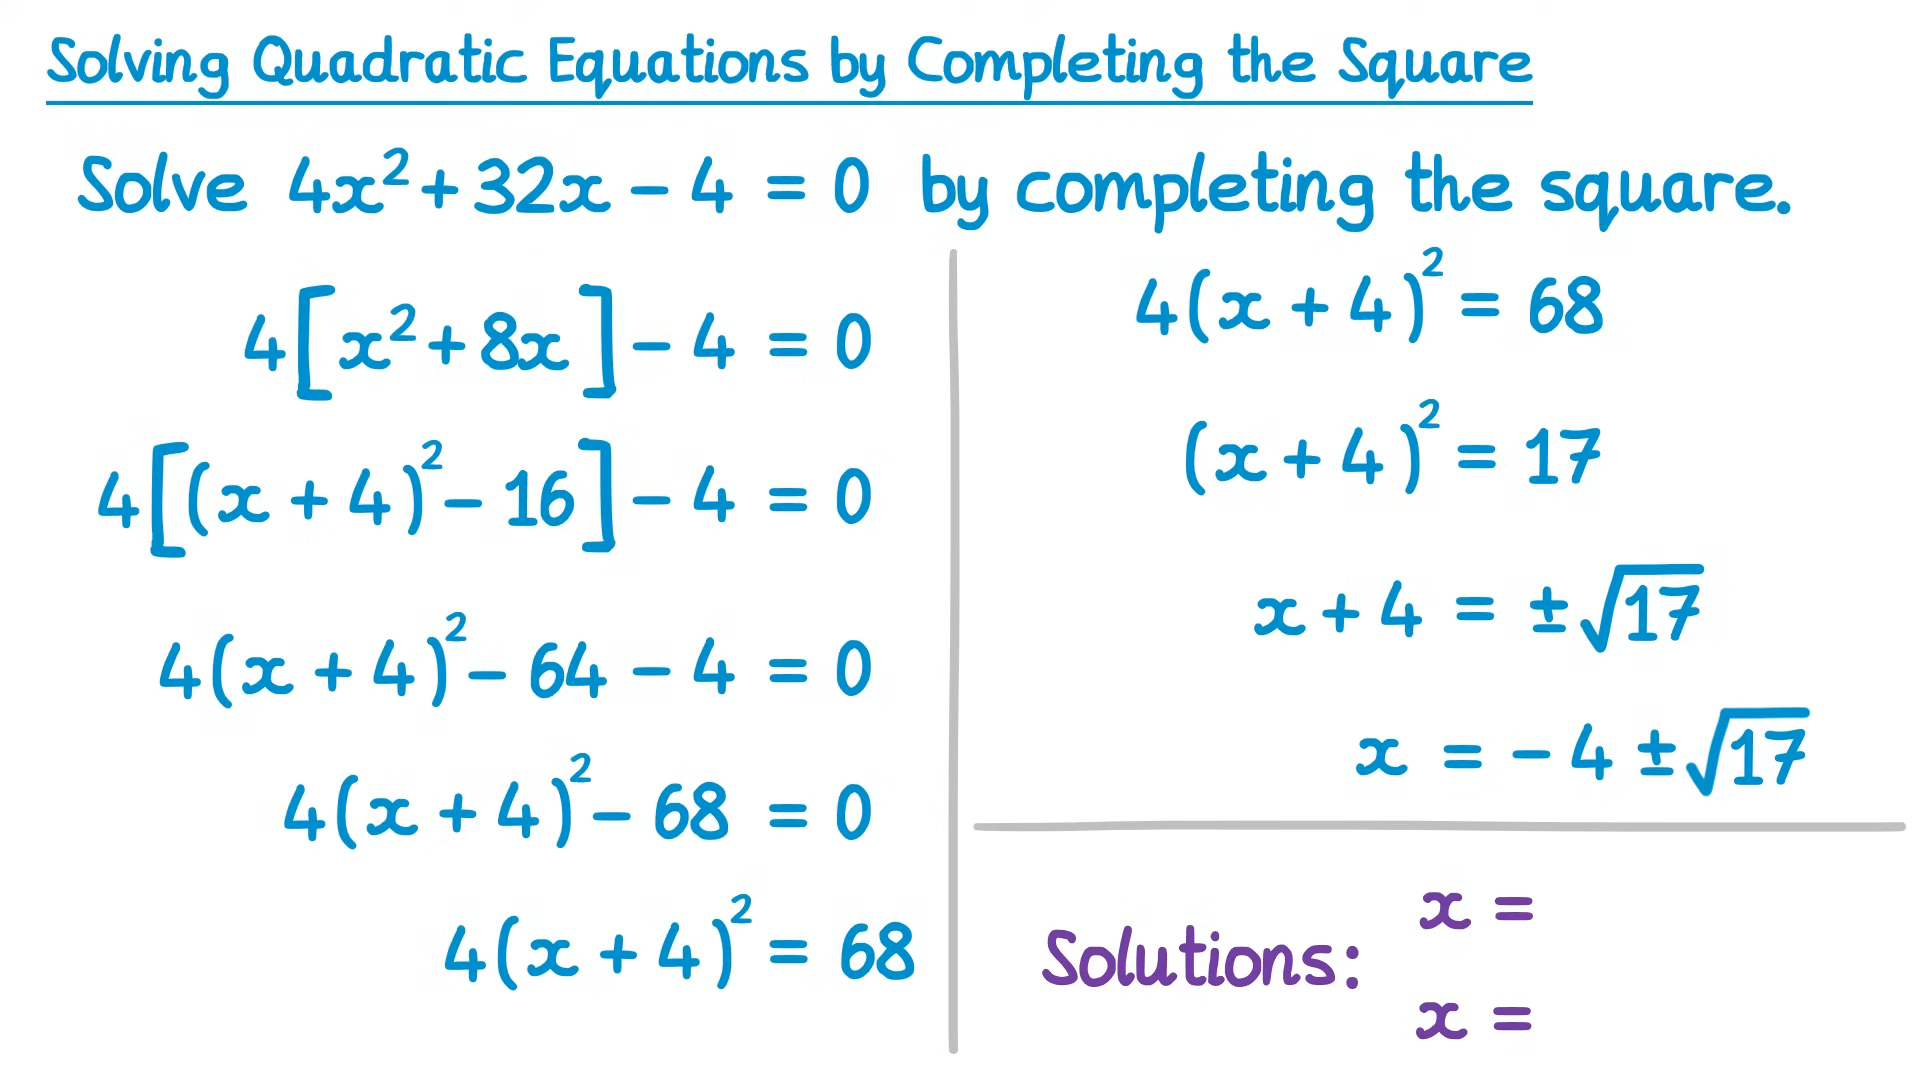 Solving Quadratic Equations by Completing the Square
Solve 4x² + 32x − 4 = 0 by completing the square.
4[x² + 8x] − 4 = 0
4[(x + 4)² − 16] − 4 = 0
4(x + 4)² − 64 − 4 = 0
4(x + 4)² − 68 = 0
4(x + 4)² = 68
4(x + 4)² = 68
(x + 4)² = 17
x + 4 = ±√17
x = −4 ±√17
Solutions:
x =
x =